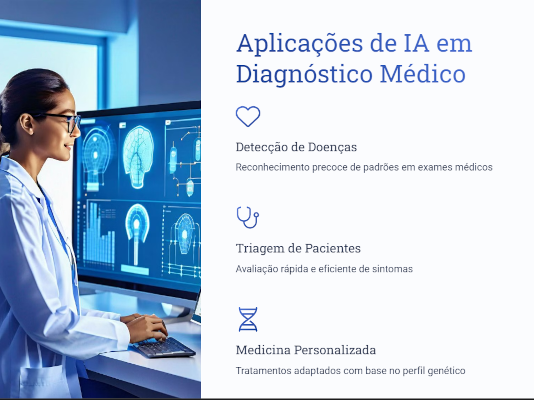 Aplicações de IA em
Diagnóstico Médico
Detecção de Doenças
Reconhecimento precoce de padrões em exames médicos
Triagem de Pacientes
Avaliação rápida e eficiente de sintomas
Medicina Personalizada
Tratamentos adaptados com base no perfil genético